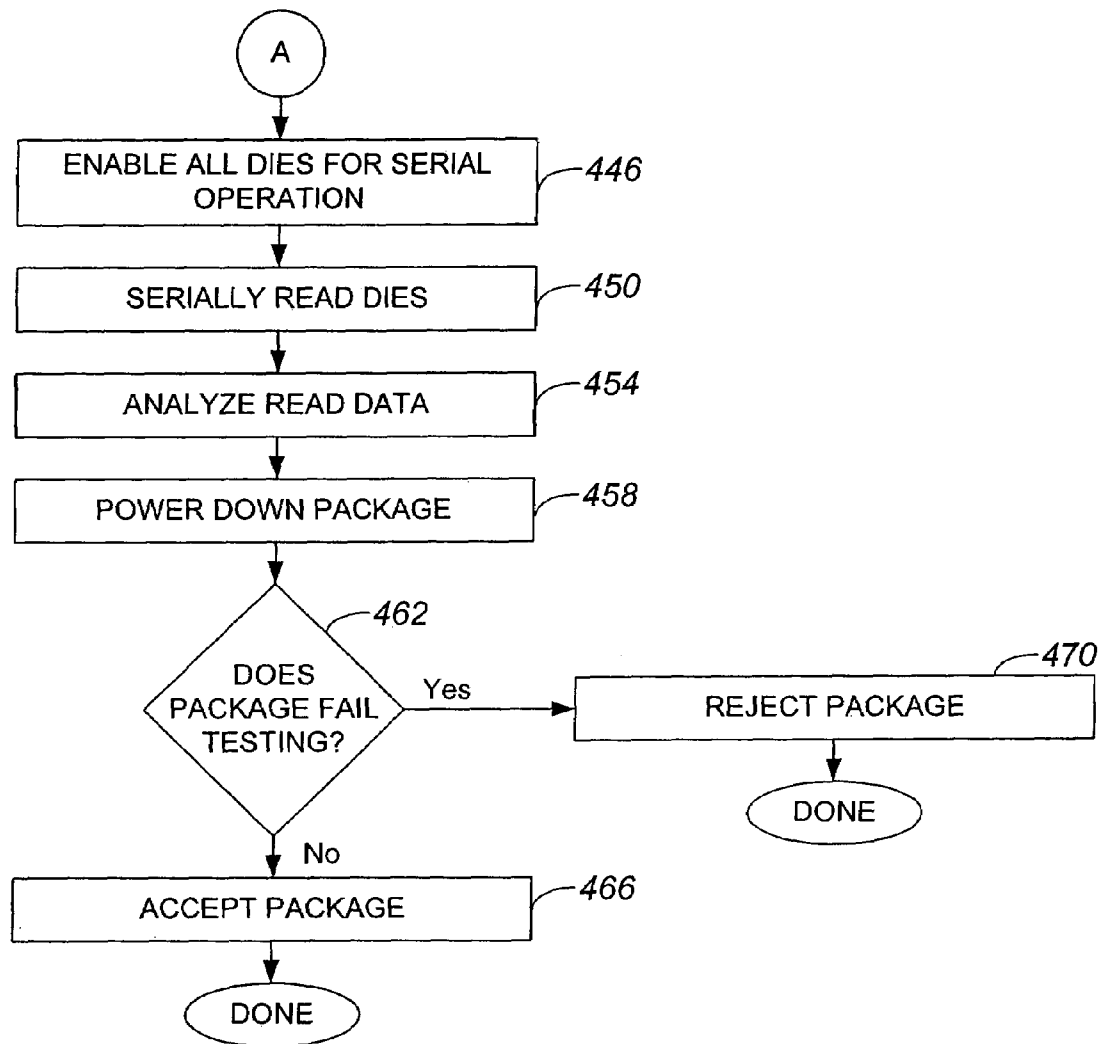 A
ENABLE ALL DIES FOR SERIAL
OPERATION
446
SERIALLY READ DIES
450
ANALYZE READ DATA
454
POWER DOWN PACKAGE
458
462
DOES
PACKAGE FAIL
TESTING?
Yes
470
REJECT PACKAGE
DONE
No
ACCEPT PACKAGE
466
DONE